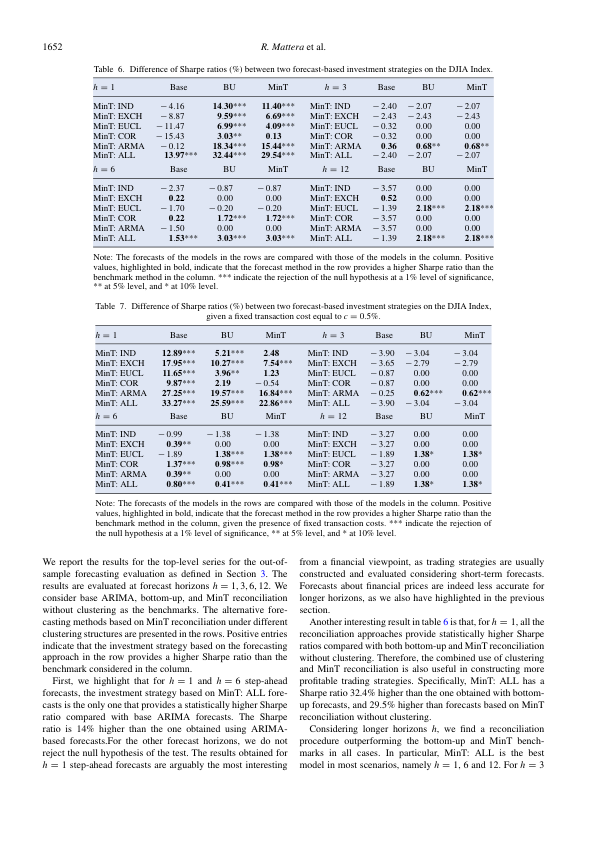 1652
R. Mattera et al.
Table 6. Difference of Sharpe ratios (%) between two forecast-based investment strategies on the DJIA Index.
h = 1 Base BU MinT h = 3 Base BU MinT
MinT: IND −4.16 14.30*** 11.40*** MinT: IND −2.40 −2.07 −2.07
MinT: EXCH −8.87 9.59*** 6.69*** MinT: EXCH −2.43 −2.43 −2.43
MinT: EUCL −11.47 6.99*** 4.09*** MinT: EUCL −0.32 0.00 0.00
MinT: COR −15.43 3.03** 0.13 MinT: COR −0.32 0.00 0.00
MinT: ARMA −0.12 18.34*** 15.44*** MinT: ARMA 0.36 0.68** 0.68**
MinT: ALL 13.97*** 32.44*** 29.54*** MinT: ALL −2.40 −2.07 −2.07
h = 6 Base BU MinT h = 12 Base BU MinT
MinT: IND −2.37 −0.87 −0.87 MinT: IND −3.57 0.00 0.00
MinT: EXCH 0.22 0.00 0.00 MinT: EXCH 0.52 0.00 0.00
MinT: EUCL −1.70 −0.20 −0.20 MinT: EUCL −1.39 2.18*** 2.18***
MinT: COR 0.22 1.72*** 1.72*** MinT: COR −3.57 0.00 0.00
MinT: ARMA −1.50 0.00 0.00 MinT: ARMA −3.57 0.00 0.00
MinT: ALL 1.53*** 3.03*** 3.03*** MinT: ALL −1.39 2.18*** 2.18***
Note: The forecasts of the models in the rows are compared with those of the models in the column. Positive
values, highlighted in bold, indicate that the forecast method in the row provides a higher Sharpe ratio than the
benchmark method in the column. *** indicate the rejection of the null hypothesis at a 1% level of significance,
** at 5% level, and * at 10% level.
Table 7. Difference of Sharpe ratios (%) between two forecast-based investment strategies on the DJIA Index,
given a fixed transaction cost equal to c = 0.5%.
h = 1 Base BU MinT h = 3 Base BU MinT
MinT: IND 12.89*** 5.21*** 2.48 MinT: IND −3.90 −3.04 −3.04
MinT: EXCH 17.95*** 10.27*** 7.54*** MinT: EXCH −3.65 −2.79 −2.79
MinT: EUCL 11.65*** 3.96** 1.23 MinT: EUCL −0.87 0.00 0.00
MinT: COR 9.87*** 2.19 −0.54 MinT: COR −0.87 0.00 0.00
MinT: ARMA 27.25*** 19.57*** 16.84*** MinT: ARMA −0.25 0.62*** 0.62***
MinT: ALL 33.27*** 25.59*** 22.86*** MinT: ALL −3.90 −3.04 −3.04
h = 6 Base BU MinT h = 12 Base BU MinT
MinT: IND −0.99 −1.38 −1.38 MinT: IND −3.27 0.00 0.00
MinT: EXCH 0.39** 0.00 0.00 MinT: EXCH −3.27 0.00 0.00
MinT: EUCL −1.89 1.38*** 1.38*** MinT: EUCL −1.89 1.38* 1.38*
MinT: COR 1.37*** 0.98*** 0.98* MinT: COR −3.27 0.00 0.00
MinT: ARMA 0.39** 0.00 0.00 MinT: ARMA −3.27 0.00 0.00
MinT: ALL 0.80*** 0.41*** 0.41*** MinT: ALL −1.89 1.38* 1.38*
Note: The forecasts of the models in the rows are compared with those of the models in the column. Positive
values, highlighted in bold, indicate that the forecast method in the row provides a higher Sharpe ratio than the
benchmark method in the column, given the presence of fixed transaction costs. *** indicate the rejection of
the null hypothesis at a 1% level of significance, ** at 5% level, and * at 10% level.
We report the results for the top-level series for the out-of-
sample forecasting evaluation as defined in Section 3. The
results are evaluated at forecast horizons h = 1, 3, 6, 12. We
consider base ARIMA, bottom-up, and MinT reconciliation
without clustering as the benchmarks. The alternative fore-
casting methods based on MinT reconciliation under different
clustering structures are presented in the rows. Positive entries
indicate that the investment strategy based on the forecasting
approach in the row provides a higher Sharpe ratio than the
benchmark considered in the column.
First, we highlight that for h = 1 and h = 6 step-ahead
forecasts, the investment strategy based on MinT: ALL fore-
casts is the only one that provides a statistically higher Sharpe
ratio compared with base ARIMA forecasts. The Sharpe
ratio is 14% higher than the one obtained using ARIMA-
based forecasts.For the other forecast horizons, we do not
reject the null hypothesis of the test. The results obtained for
h = 1 step-ahead forecasts are arguably the most interesting
from a financial viewpoint, as trading strategies are usually
constructed and evaluated considering short-term forecasts.
Forecasts about financial prices are indeed less accurate for
longer horizons, as we also have highlighted in the previous
section.
Another interesting result in table 6 is that, for h = 1, all the
reconciliation approaches provide statistically higher Sharpe
ratios compared with both bottom-up and MinT reconciliation
without clustering. Therefore, the combined use of clustering
and MinT reconciliation is also useful in constructing more
profitable trading strategies. Specifically, MinT: ALL has a
Sharpe ratio 32.4% higher than the one obtained with bottom-
up forecasts, and 29.5% higher than forecasts based on MinT
reconciliation without clustering.
Considering longer horizons h, we find a reconciliation
procedure outperforming the bottom-up and MinT bench-
marks in all cases. In particular, MinT: ALL is the best
model in most scenarios, namely h = 1, 6 and 12. For h = 3